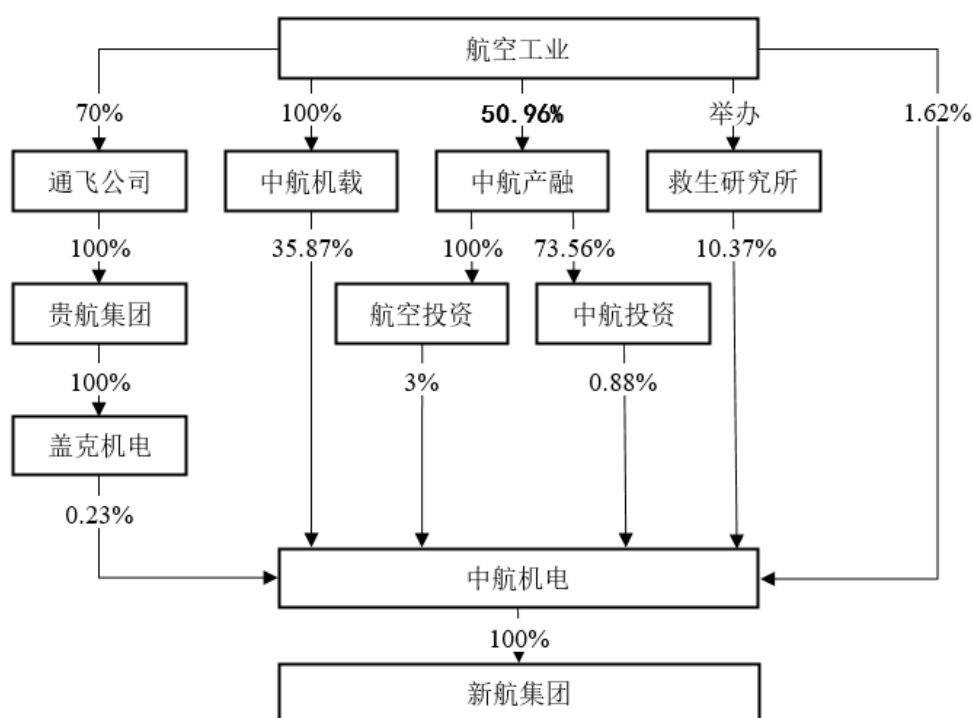 航空工业
70%
100%
50.96%
举办
1.62%
通飞公司
中航机载
中航产融
救生研究所
100%
35.87%
100%
73.56%
10.37%
贵航集团
航空投资
中航投资
100%
3%
0.88%
盖克机电
0.23%
中航机电
100%
新航集团